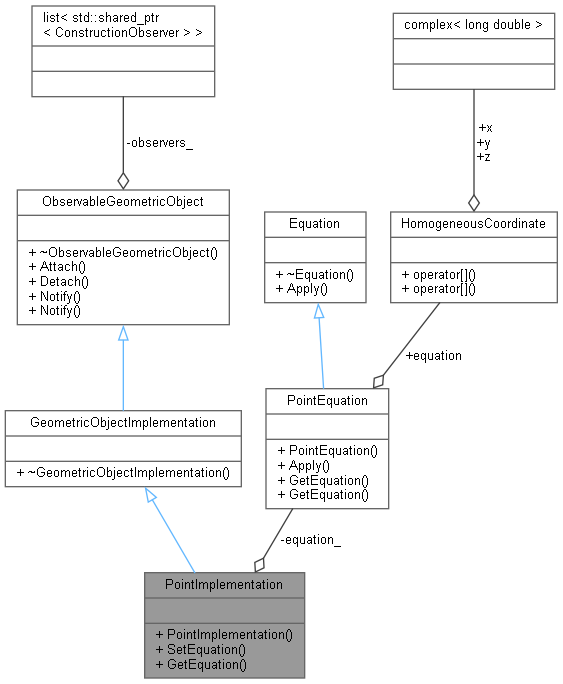 list< std::shared_ptr
< ConstructionObserver > >
complex< long double >
-observers_
+x
+y
+z
ObservableGeometricObject
+ ~ObservableGeometricObject()
+ Attach()
+ Detach()
+ Notify()
+ Notify()
Equation
+ ~Equation()
+ Apply()
HomogeneousCoordinate
+ operator[]()
+ operator[]()
+equation
GeometricObjectImplementation
+ ~GeometricObjectImplementation()
PointEquation
+ PointEquation()
+ Apply()
+ GetEquation()
+ GetEquation()
-equation_
PointImplementation
+ PointImplementation()
+ SetEquation()
+ GetEquation()